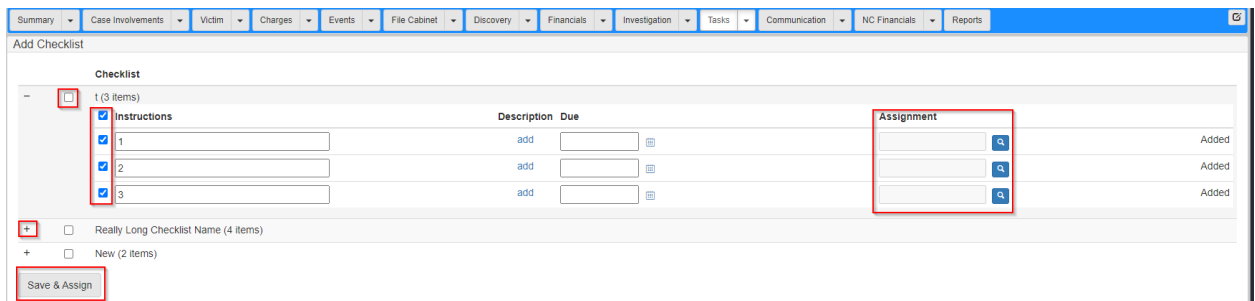 Summary Case Involvements Victim Charges Events File Cabinet Discovery Financials Investigation Tasks Communication NC Financials Reports
Add Checklist
Checklist
− t (3 items)
Instructions Description Due Assignment
1 add Added
2 add Added
3 add Added
+ Really Long Checklist Name (4 items)
+ New (2 items)
Save & Assign